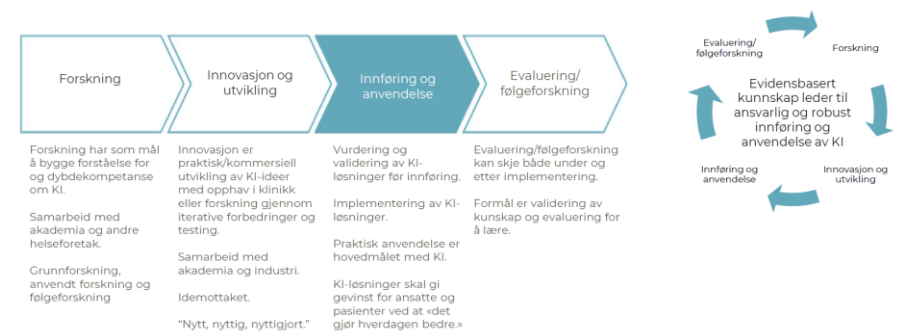 Forskning
Innovasjon og
utvikling
Innføring og
anvendelse
Evaluering/
følgeforskning
Forskning har som mål
å bygge forståelse for
og dybdekompetanse
om KI.
Samarbeid med
akademia og andre
helseforetak.
Grunnforskning,
anvendt forskning og
følgeforskning
Innovasjon er
praktisk/kommersiell
utvikling av KI-ideer
med opphav i klinikk
eller forskning gjennom
iterative forbedringer og
testing.
Samarbeid med
akademia og industri.
Idemottaket.
"Nytt, nyttig, nyttigjort."
Vurdering og
validering av KI-
løsninger før innføring.
Implementering av KI-
løsninger.
Praktisk anvendelse er
hovedmålet med KI.
KI-løsninger skal gi
gevinst for ansatte og
pasienter ved at «det
gjør hverdagen bedre.»
Evaluering/følgeforskning
kan skje både under og
etter implementering.
Formål er validering av
kunskap og evaluering for
å lære.
Evaluering/
følgeforskning
Forskning
Evidensbasert
kunnskap leder til
ansvarlig og robust
innføring og
anvendelse av KI
Innføring og
anvendelse
Innovasjon og
utvikling